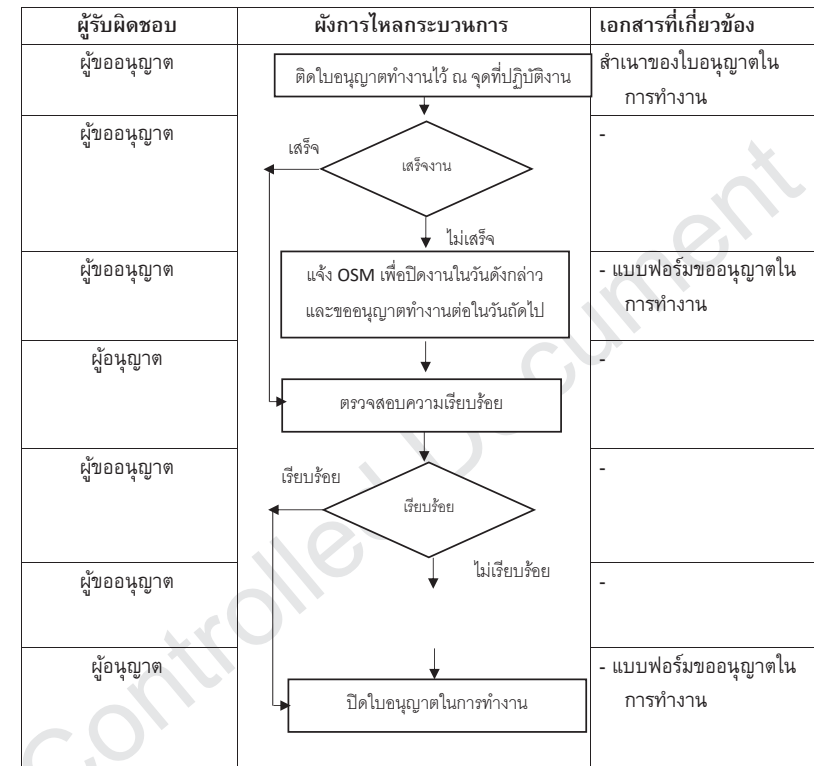 ผู้รับผิดชอบ ผังการไหลกระบวนการ เอกสารที่เกี่ยวข้อง
ผู้ขออนุญาต ติดใบอนุญาตทำงานไว้ ณ จุดที่ปฏิบัติงาน สำเนาของใบอนุญาตใน
การทำงาน
ผู้ขออนุญาต -
เสร็จ เสร็จงาน
ไม่เสร็จ
ผู้ขออนุญาต แจ้ง OSM เพื่อปิดงานในวันดังกล่าว - แบบฟอร์มขออนุญาตใน
และขออนุญาตทำงานต่อในวันถัดไป การทำงาน
ผู้อนุญาต -
ตรวจสอบความเรียบร้อย
ผู้ขออนุญาต -
เรียบร้อย เรียบร้อย
ไม่เรียบร้อย
ผู้ขออนุญาต -
ผู้อนุญาต - แบบฟอร์มขออนุญาตใน
ปิดใบอนุญาตในการทำงาน การทำงาน
Controlled Document